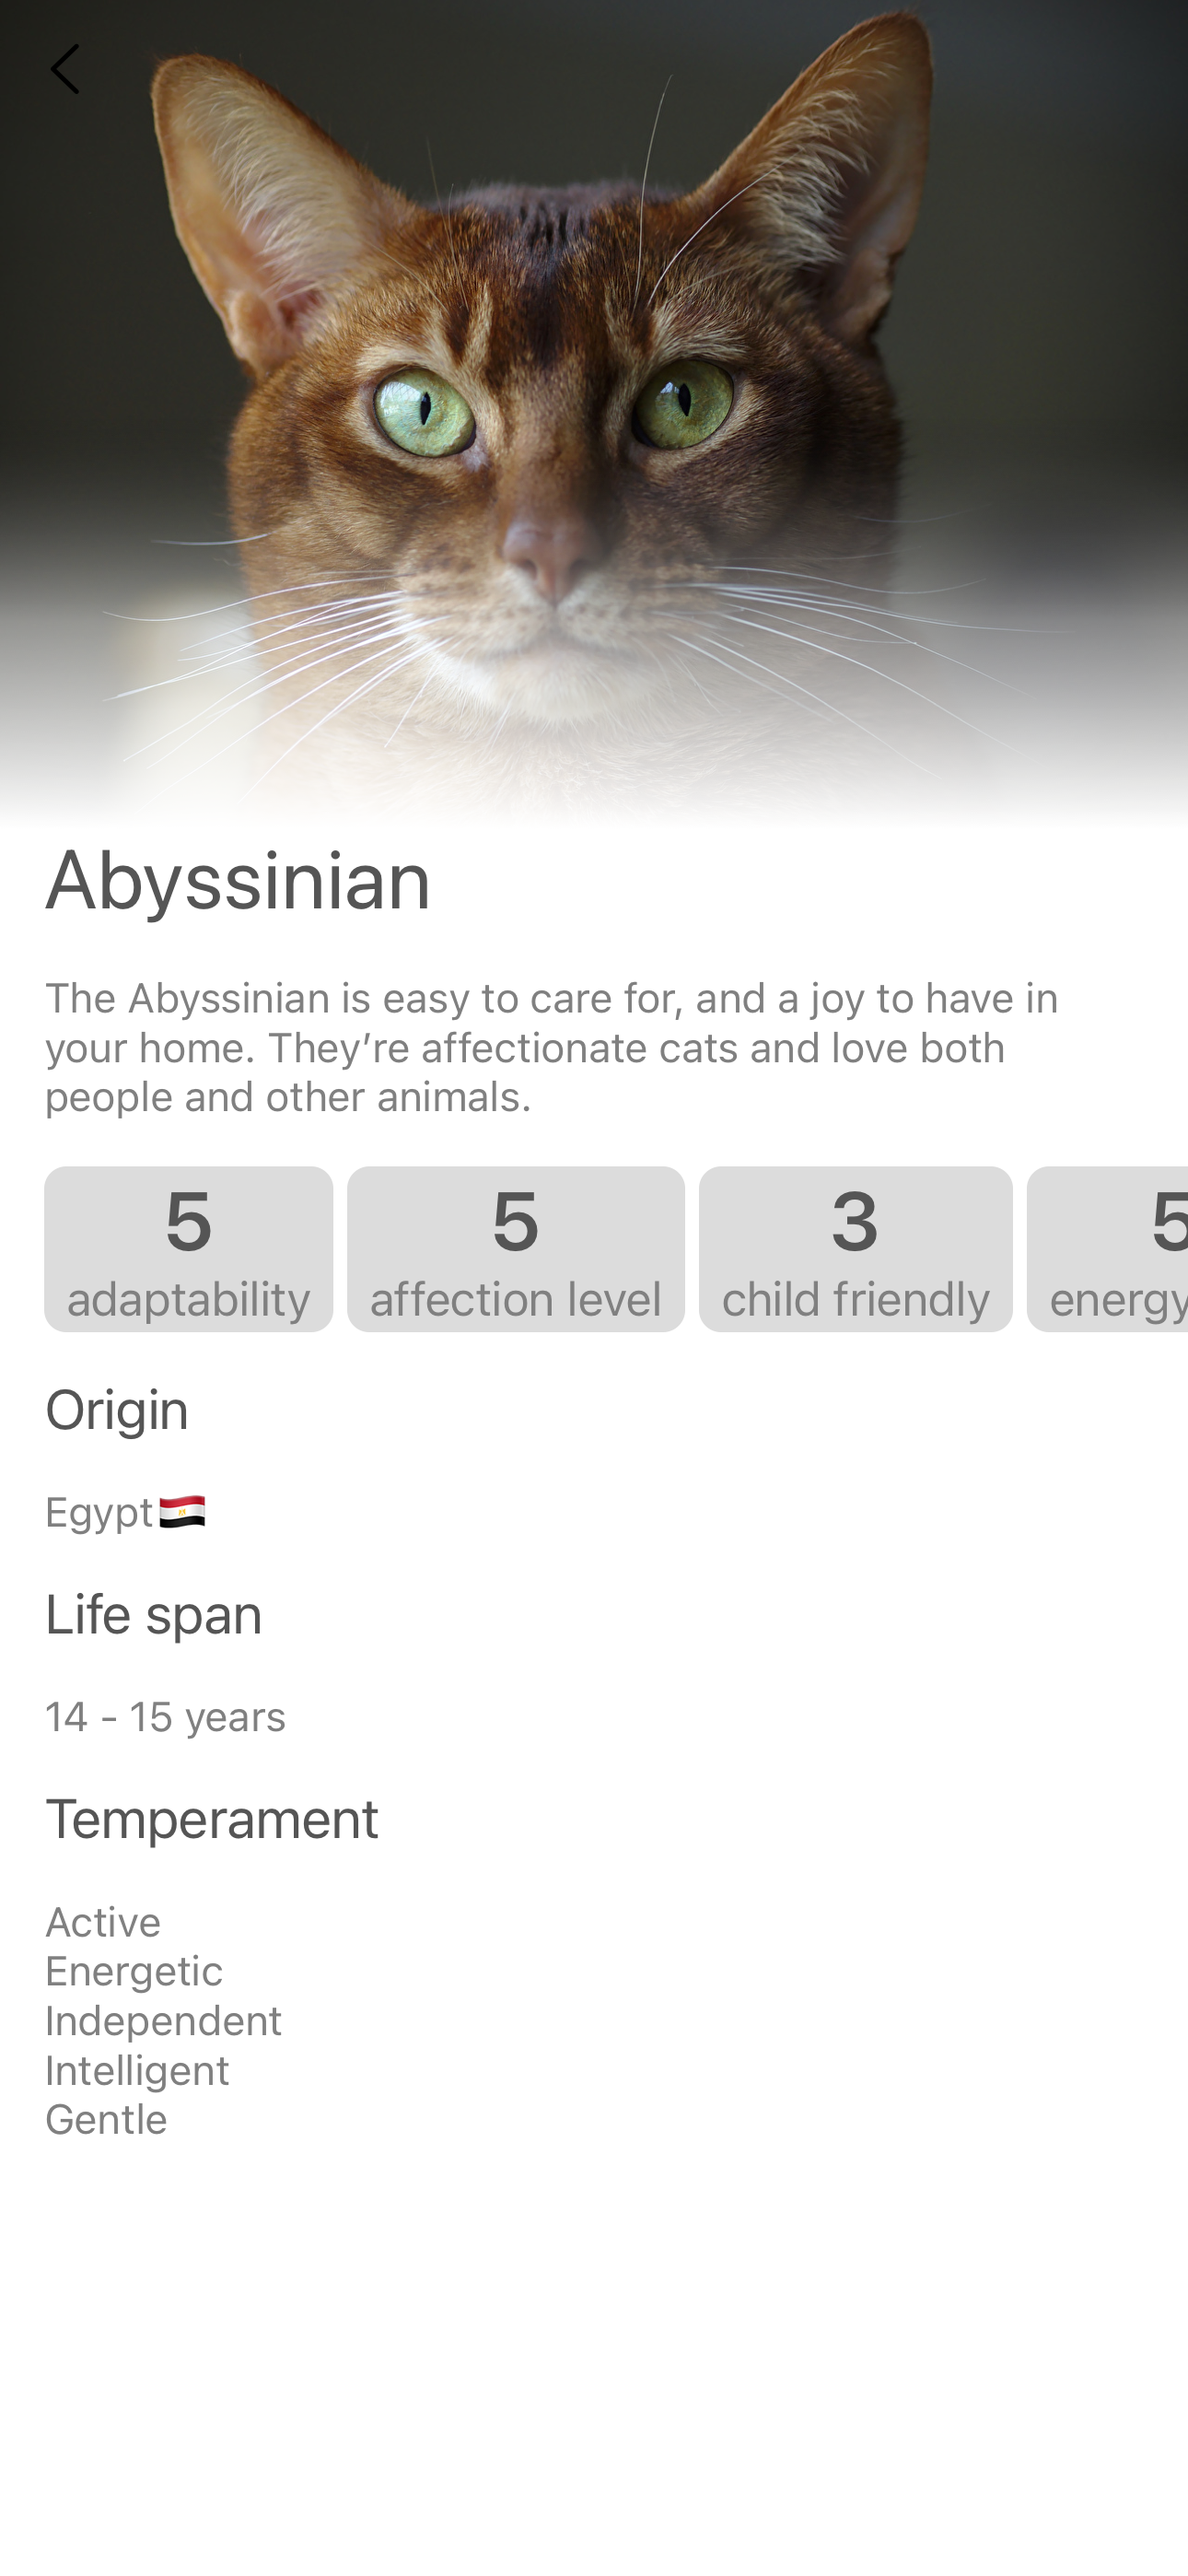 Abyssinian
The Abyssinian is easy to care for, and a joy to have in
your home. They’re affectionate cats and love both
people and other animals.
5
adaptability
5
affection level
3
child friendly
5
energy
Origin
Egypt🇪🇬
Life span
14 - 15 years
Temperament
Active
Energetic
Independent
Intelligent
Gentle